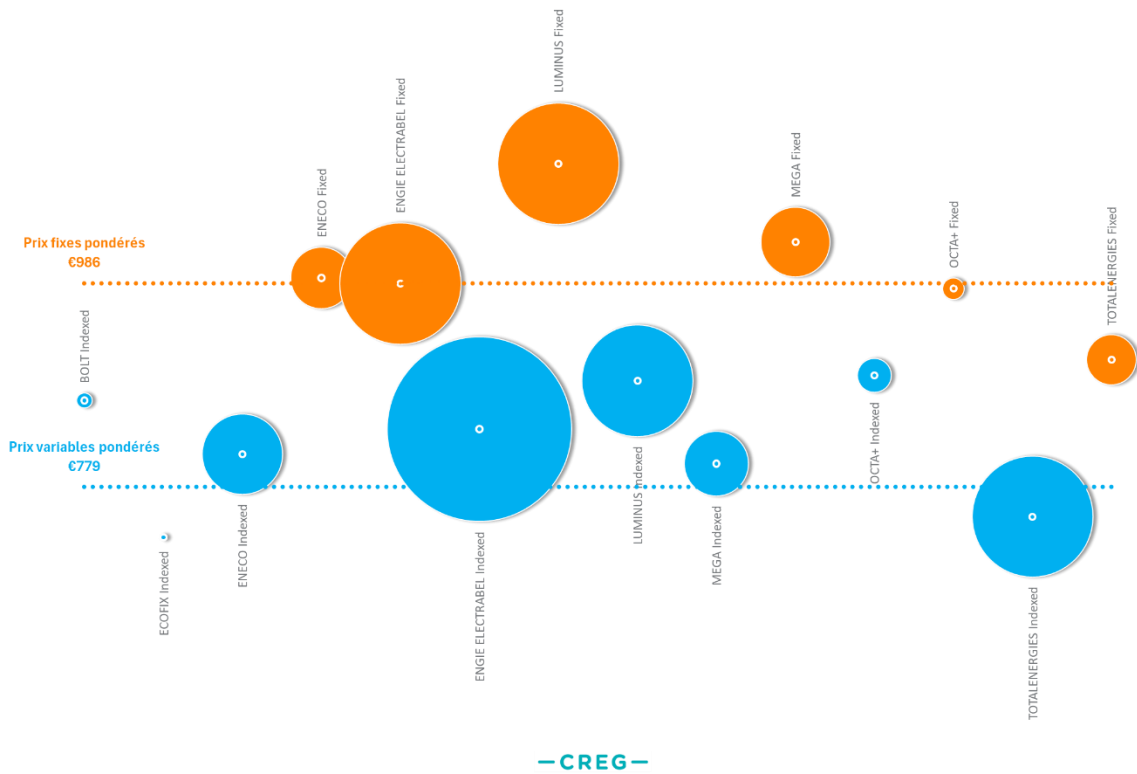 LUMINUS Fixed
ENGIE ELECTRABEL Fixed
MEGA Fixed
ENECO Fixed
OCTA+ Fixed
TOTALENERGIES Fixed
Prix fixes pondérés
€986
BOLT Indexed
Prix variables pondérés
€779
ECOFIX Indexed
ENECO Indexed
ENGIE ELECTRABEL Indexed
LUMINUS Indexed
MEGA Indexed
OCTA+ Indexed
TOTALENERGIES Indexed
CREG